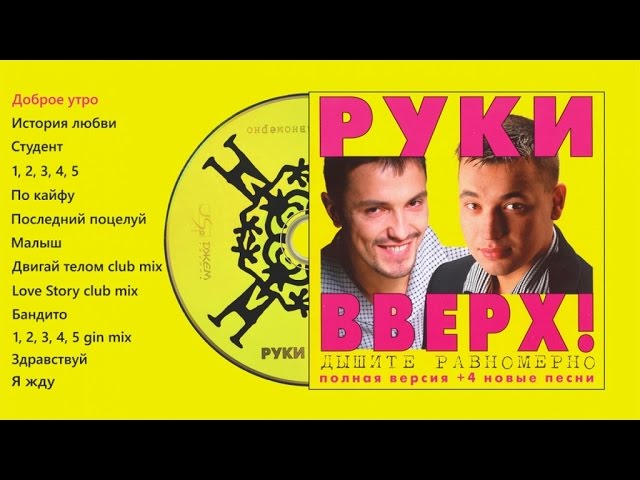 Доброе утро
История любви
Студент
1, 2, 3, 4, 5
По кайфу
Последний поцелуй
Малыш
Двигай телом club mix
Love Story club mix
Бандито
1, 2, 3, 4, 5 gin mix
Здравствуй
Я жду
РУКИ
РУКИ
ВВЕРХ!
ДЫШИТЕ РАВНОМЕРНО
полная версия +4 новые песни